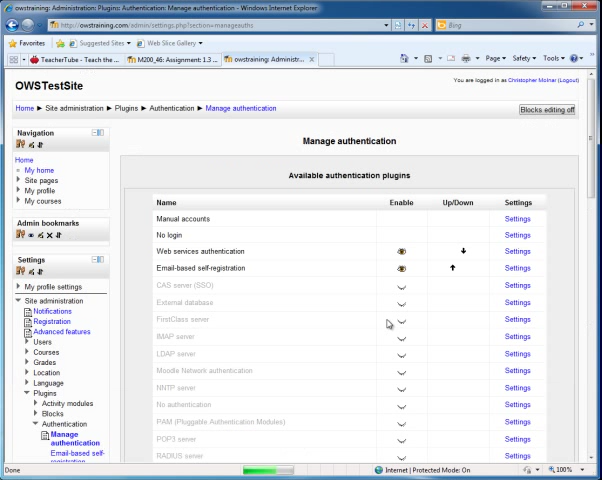 owstraining: Administration: Plugins: Authentication: Manage authentication - Windows Internet Explorer
http://owstraining.com/admin/settings.php?section=manageauths
Bing
Favorites Suggested Sites Web Slice Gallery
TeacherTube - Teach the ... M200_46: Assignment: 1.3 ... owstraining: Administr... X
Page Safety Tools
OWSTestSite
You are logged in as Christopher Molnar (Logout)
Home ► Site administration ► Plugins ► Authentication ► Manage authentication
Blocks editing off
Navigation
Home
My home
Site pages
My profile
My courses
Admin bookmarks
Settings
My profile settings
Site administration
Notifications
Registration
Advanced features
Users
Courses
Grades
Location
Language
Plugins
Activity modules
Blocks
Authentication
Manage
authentication
Email-based self-
registration
Manage authentication
Available authentication plugins
Name Enable Up/Down Settings
Manual accounts Settings
No login Settings
Web services authentication Settings
Email-based self-registration Settings
CAS server (SSO) Settings
External database Settings
FirstClass server Settings
IMAP server Settings
LDAP server Settings
Moodle Network authentication Settings
NNTP server Settings
No authentication Settings
PAM (Pluggable Authentication Modules) Settings
POP3 server Settings
RADIUS server Settings
Done
Internet | Protected Mode: On
100%